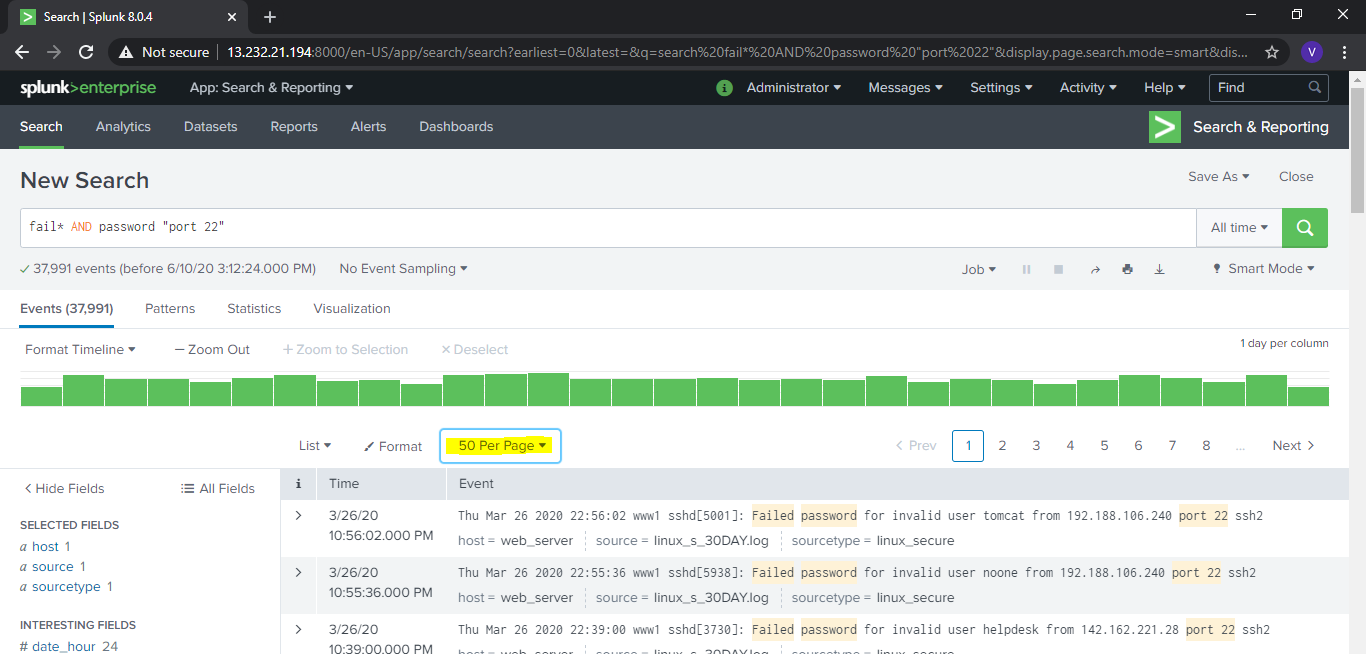 Search | Splunk 8.0.4
Not secure 13.232.21.194:8000/en-US/app/search/search?earliest=0&latest=&q=search%20fail*%20AND%20password%20"port%2022"&display.page.search.mode=smart&dis... V
splunk>enterprise App: Search & Reporting i Administrator Messages Settings Activity Help Find
Search Analytics Datasets Reports Alerts Dashboards > Search & Reporting
New Search Save As Close
fail* AND password "port 22" All time
37,991 events (before 6/10/20 3:12:24.000 PM) No Event Sampling Job Smart Mode
Events (37,991) Patterns Statistics Visualization
Format Timeline — Zoom Out + Zoom to Selection × Deselect 1 day per column
List Format 50 Per Page < Prev 1 2 3 4 5 6 7 8 ... Next >
< Hide Fields All Fields i Time Event
SELECTED FIELDS
a host 1
a source 1
a sourcetype 1
INTERESTING FIELDS
# date_hour 24
> 3/26/20 10:56:02.000 PM
Thu Mar 26 2020 22:56:02 www1 sshd[5001]: Failed password for invalid user tomcat from 192.188.106.240 port 22 ssh2
host = web_server source = linux_s_30DAY.log sourcetype = linux_secure
> 3/26/20 10:55:36.000 PM
Thu Mar 26 2020 22:55:36 www1 sshd[5938]: Failed password for invalid user noone from 192.188.106.240 port 22 ssh2
host = web_server source = linux_s_30DAY.log sourcetype = linux_secure
> 3/26/20 10:39:00.000 PM
Thu Mar 26 2020 22:39:00 www1 sshd[3730]: Failed password for invalid user helpdesk from 142.162.221.28 port 22 ssh2
host = web_server source = linux_s_30DAY.log sourcetype = linux_secure